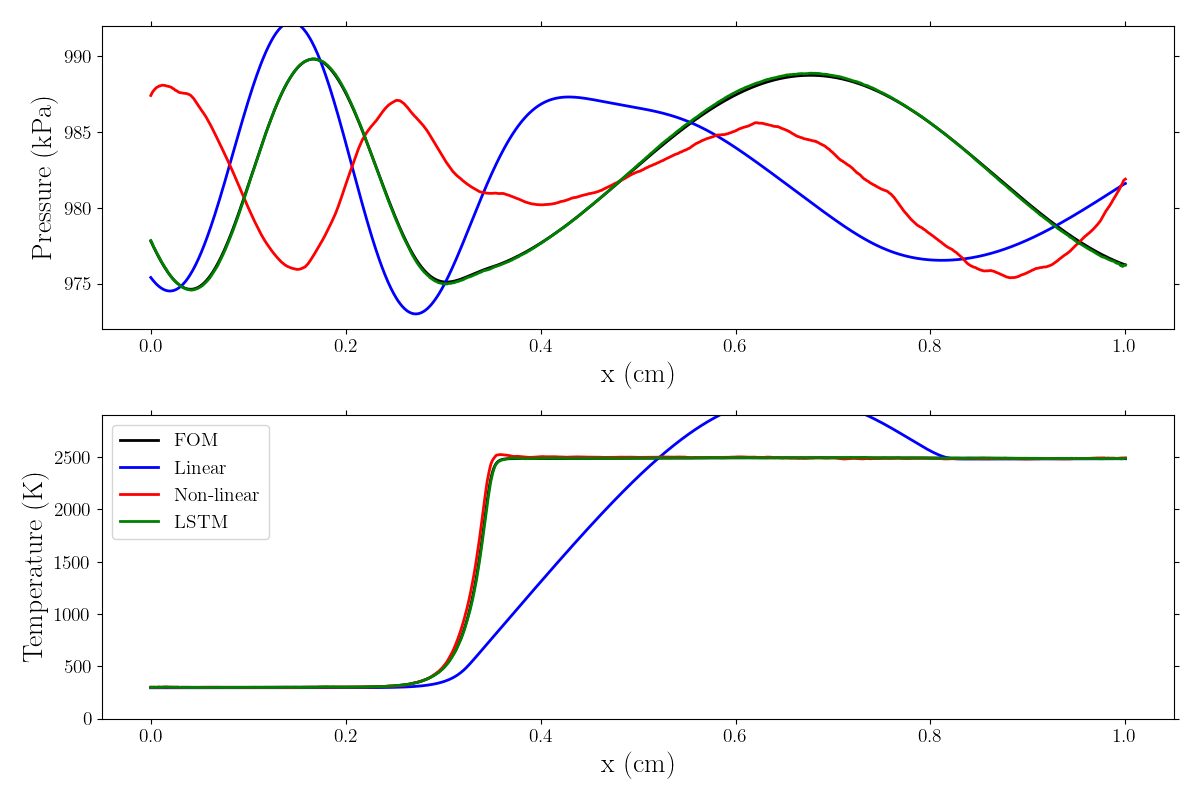 990
985
980
975
Pressure (kPa)
0.0 0.2 0.4 0.6 0.8 1.0
x (cm)
2500
2000
1500
1000
500
0
Temperature (K)
FOM
Linear
Non-linear
LSTM
0.0 0.2 0.4 0.6 0.8 1.0
x (cm)